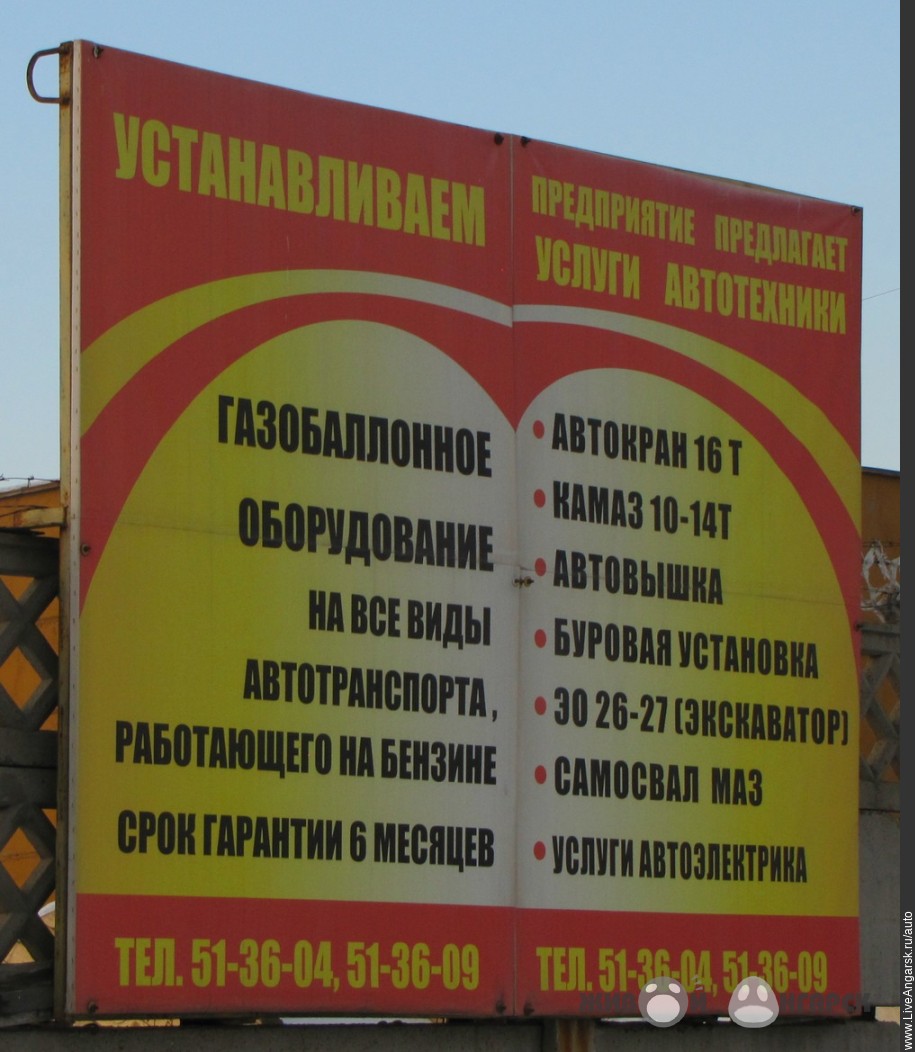 УСТАНАВЛИВАЕМ
ГАЗОБАЛЛОННОЕ
ОБОРУДОВАНИЕ
НА ВСЕ ВИДЫ
АВТОТРАНСПОРТА,
РАБОТАЮЩЕГО НА БЕНЗИНЕ
СРОК ГАРАНТИИ 6 МЕСЯЦЕВ
ТЕЛ. 51-36-04, 51-36-09
ПРЕДПРИЯТИЕ ПРЕДЛАГАЕТ
УСЛУГИ АВТОТЕХНИКИ
• АВТОКРАН 16 Т
• КАМАЗ 10-14Т
• АВТОВЫШКА
• БУРОВАЯ УСТАНОВКА
• ЭО 26-27 (ЭКСКАВАТОР)
• САМОСВАЛ МАЗ
• УСЛУГИ АВТОЭЛЕКТРИКА
ТЕЛ. 51-36-04, 51-36-09
www.LiveAngarsk.ru/auto